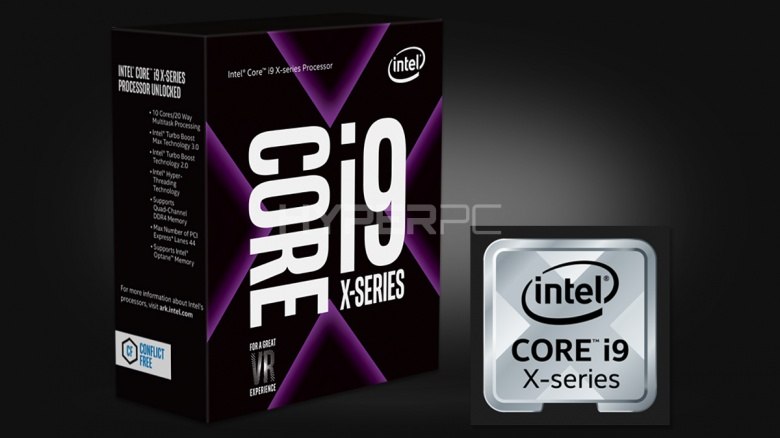 INTEL® CORE™ i9 X-SERIES
PROCESSOR UNLOCKED
• 10 Cores/20 Way
Multitask Processing
• Intel® Turbo Boost
Max Technology 3.0
• Intel® Turbo Boost
Technology 2.0
• Intel® Hyper-
Threading
Technology
• Supports
Quad-Channel
DDR4 Memory
• Max Number of PCI
Express® Lanes 44
• Supports Intel®
Optane™ Memory
For more information about Intel's
processors, visit ark.intel.com
CF
CONFLICT
FREE
Intel® Core™ i9 X-series Processor
intel®
CORE i9
X-SERIES
FOR A GREAT
VR
EXPERIENCE
HYPERPC
intel®
CORE™ i9
X-series